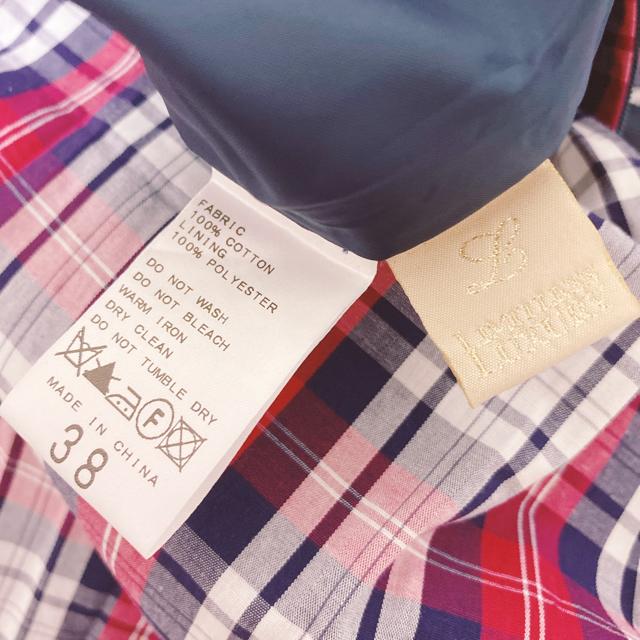 FABRIC
100% COTTON
LINING
100% POLYESTER
DO NOT WASH
DO NOT BLEACH
WARM IRON
DRY CLEAN
DO NOT TUMBLE DRY
F
MADE IN CHINA
38
L
LUXURY